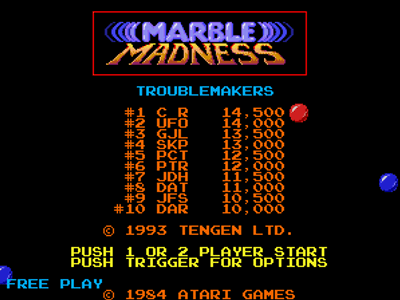 MARBLE
MADNESS
TROUBLEMAKERS
#1 C R 14,500
#2 UFO 14,000
#3 GJL 13,500
#4 SKP 13,000
#5 PCT 12,500
#6 PTR 12,000
#7 JDH 11,500
#8 DAT 11,000
#9 JFS 10,500
#10 DAR 10,000
© 1993 TENGEN LTD.
PUSH 1 OR 2 PLAYER START
PUSH TRIGGER FOR OPTIONS
FREE PLAY
© 1984 ATARI GAMES